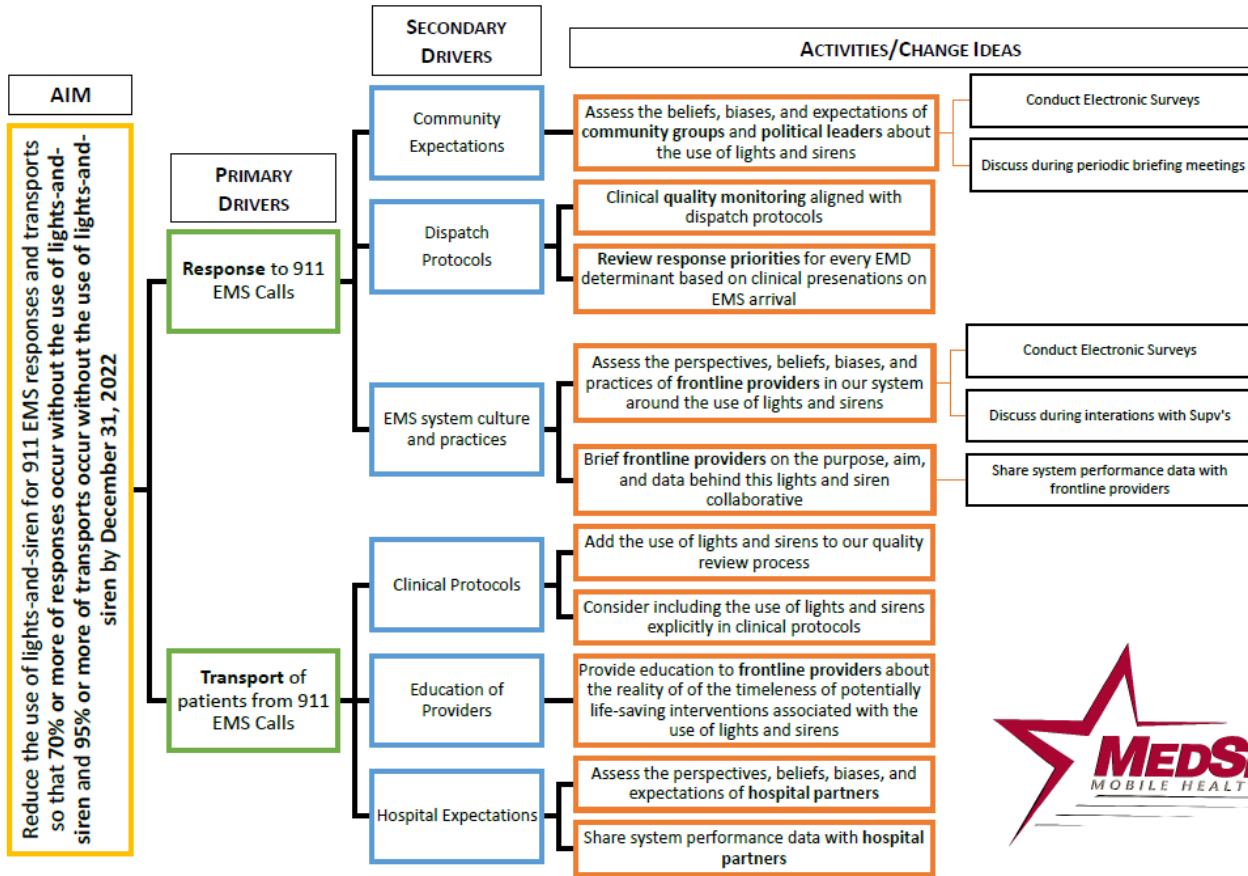 SECONDARY
DRIVERS
ACTIVITIES/CHANGE IDEAS
AIM
Reduce the use of lights-and-siren for 911 EMS responses and transports
so that 70% or more of responses occur without the use of lights-and-
siren and 95% or more of transports occur without the use of lights-and-
siren by December 31, 2022
PRIMARY
DRIVERS
Response to 911
EMS Calls
Community
Expectations
Assess the beliefs, biases, and expectations of
community groups and political leaders about
the use of lights and sirens
Conduct Electronic Surveys
Discuss during periodic briefing meetings
Dispatch
Protocols
Clinical quality monitoring aligned with
dispatch protocols
Review response priorities for every EMD
determinant based on clinical presenations on
EMS arrival
EMS system culture
and practices
Assess the perspectives, beliefs, biases, and
practices of frontline providers in our system
around the use of lights and sirens
Conduct Electronic Surveys
Discuss during interations with Supv's
Brief frontline providers on the purpose, aim,
and data behind this lights and siren
collaborative
Share system performance data with
frontline providers
Transport of
patients from 911
EMS Calls
Clinical Protocols
Add the use of lights and sirens to our quality
review process
Consider including the use of lights and sirens
explicitly in clinical protocols
Education of
Providers
Provide education to frontline providers about
the reality of of the timeleness of potentially
life-saving interventions associated with the
use of lights and sirens
Hospital Expectations
Assess the perspectives, beliefs, biases, and
expectations of hospital partners
Share system performance data with hospital
partners
MOBILE